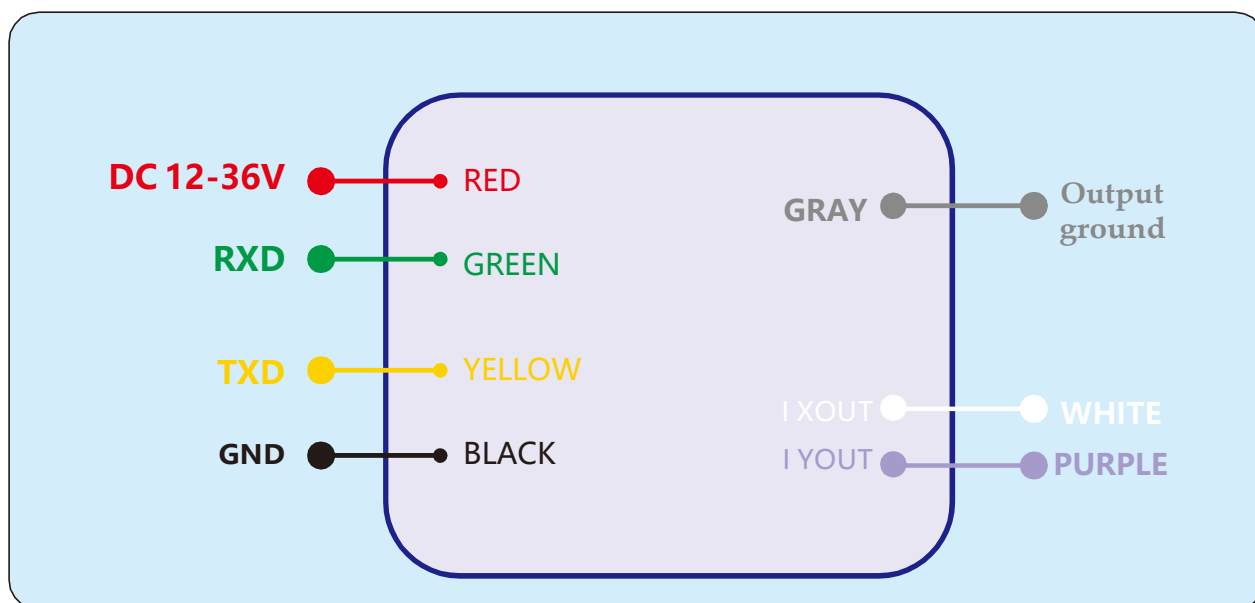 DC 12-36V
RED
RXD
GREEN
TXD
YELLOW
GND
BLACK
GRAY
Output
ground
I XOUT
WHITE
I YOUT
PURPLE